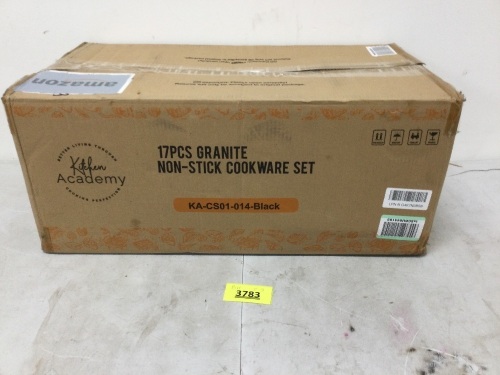 amazon
BETTER LIVING THROUGH
Kitchen
Academy
COOKING PERFECTION
17PCS GRANITE
NON-STICK COOKWARE SET
KA-CS01-014-Black
3783